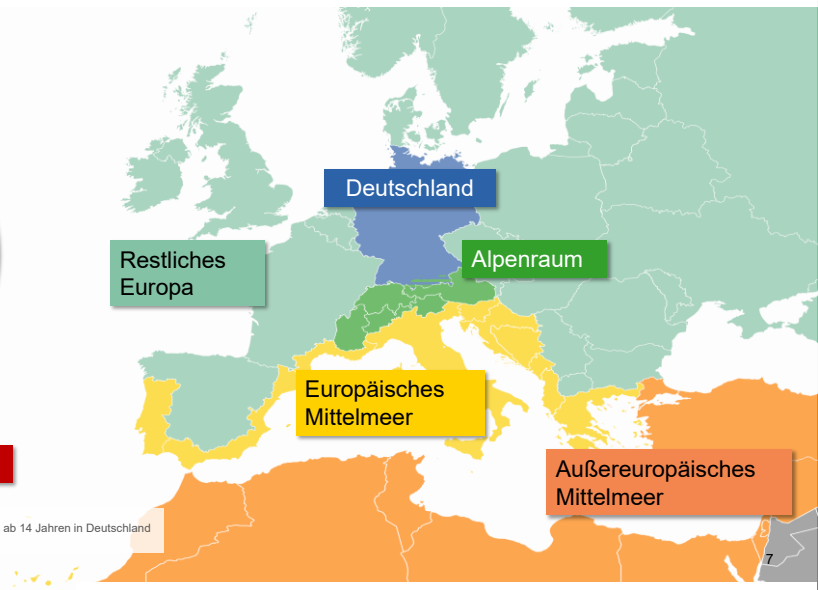 Deutschland
Restliches
Europa
Alpenraum
Europäisches
Mittelmeer
Außereuropäisches
Mittelmeer
ab 14 Jahren in Deutschland
7